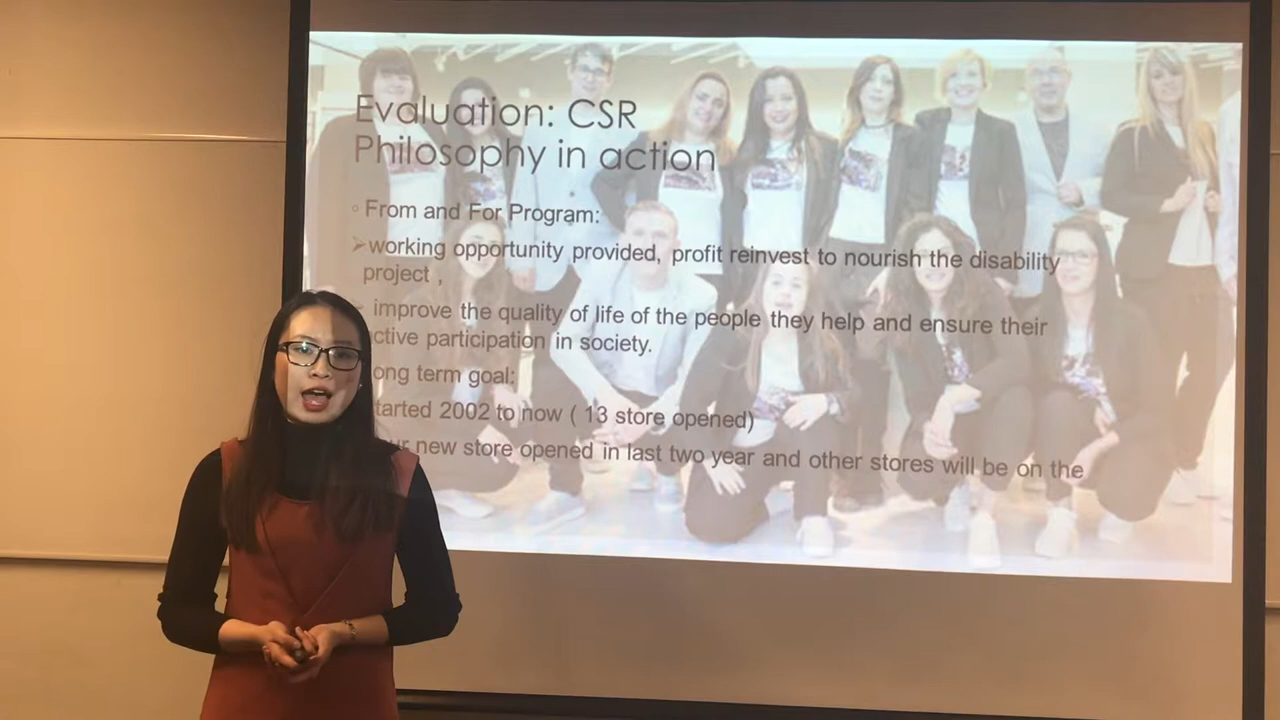 Evaluation: CSR
Philosophy in action
◦ From and For Program:
➢working opportunity provided, profit reinvest to nourish the disability
project ,
improve the quality of life of the people they help and ensure their
ctive participation in society.
ong term goal:
tarted 2002 to now ( 13 store opened)
ur new store opened in last two year and other stores will be on the